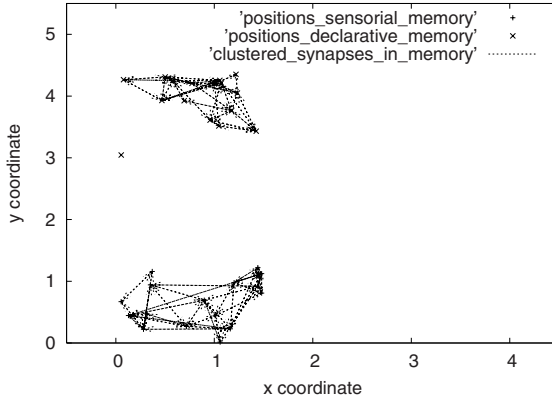 'positions_sensorial_memory'
'positions_declarative_memory'
'clustered_synapses_in_memory'
5
4
3
2
1
0
y coordinate
0 1 2 3 4
x coordinate